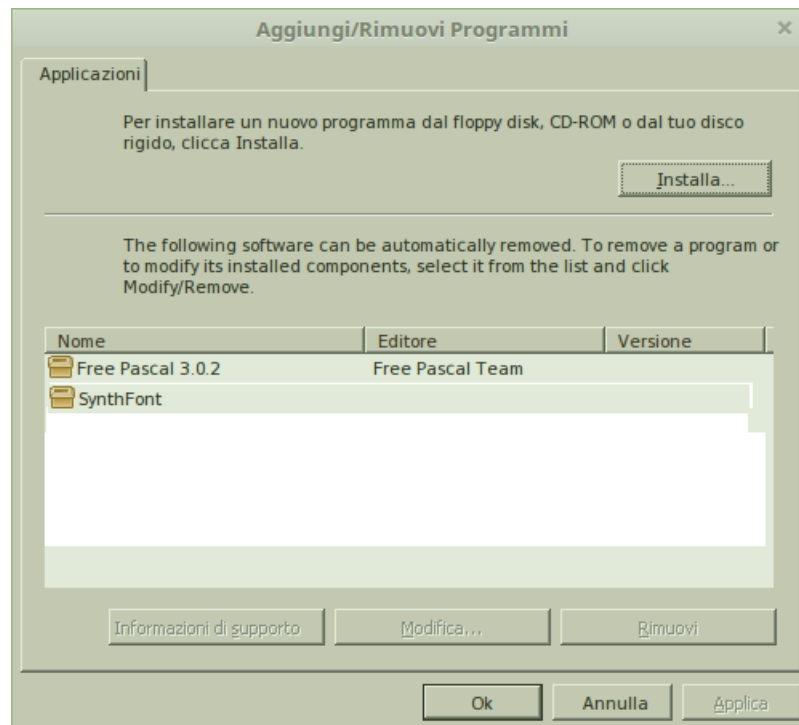 Aggiungi/Rimuovi Programmi
Applicazioni
Per installare un nuovo programma dal floppy disk, CD-ROM o dal tuo disco
rigido, clicca Installa.
Installa...
The following software can be automatically removed. To remove a program or
to modify its installed components, select it from the list and click
Modify/Remove.
Nome Editore Versione
Free Pascal 3.0.2 Free Pascal Team
SynthFont
Informazioni di supporto Modifica... Rimuovi
Ok Annulla Applica